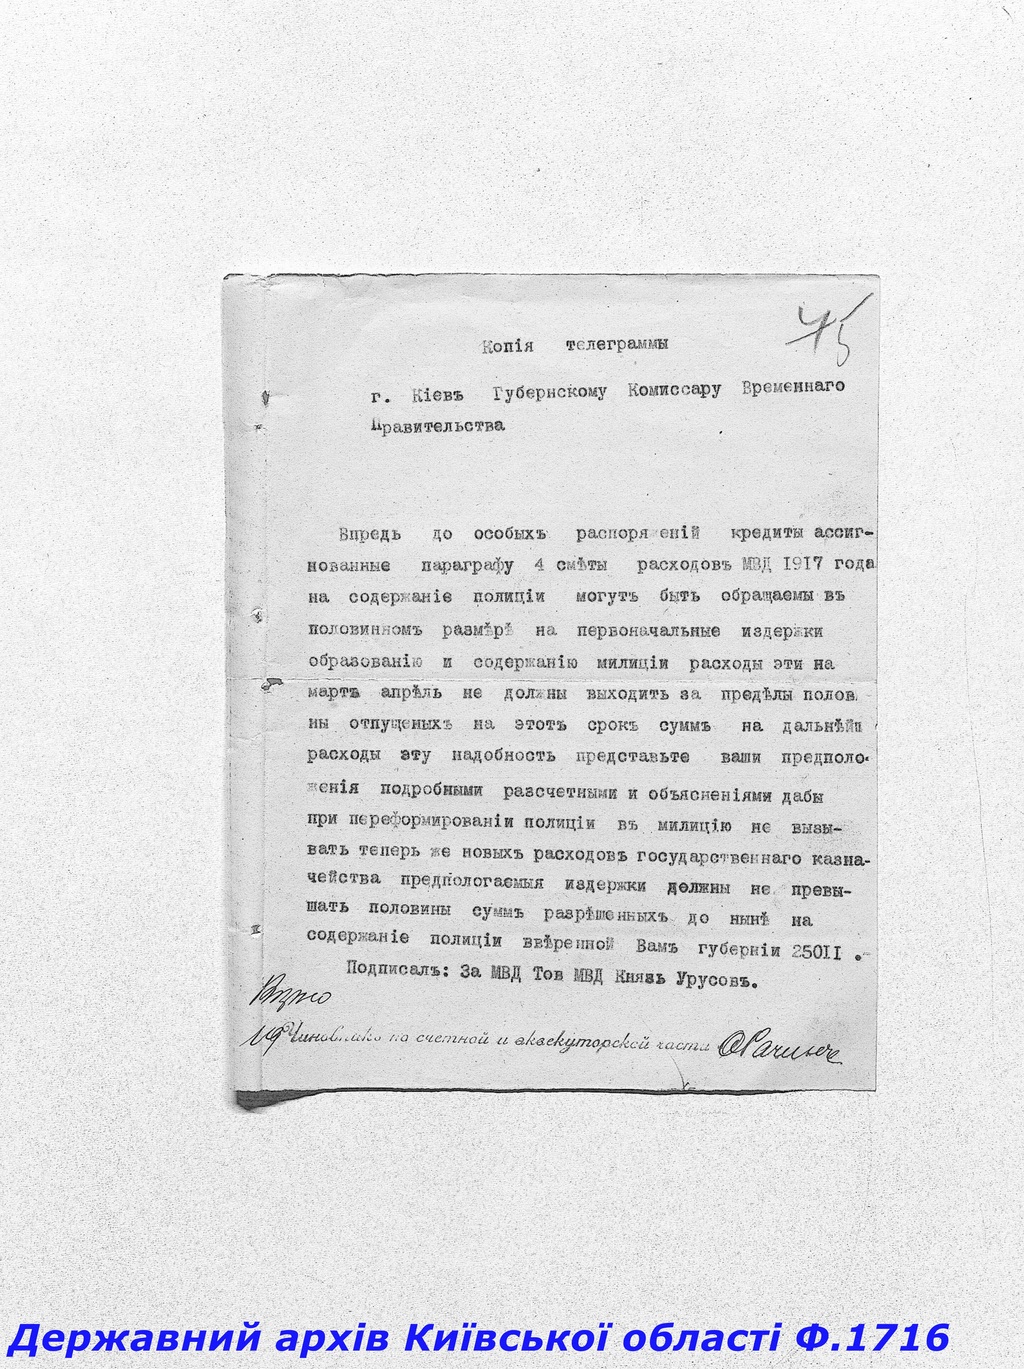 45
Копія телеграммы
г. Кіевъ Губернскому Комиссару Временнаго
Правительства
Впредь до особыхъ распоря еній кредиты ассиг-
нованные параграфу 4 смѣты расходовъ МВД 1917 года
на содержаніе полиціи могутъ быть обращаемы въ
половинномъ размѣрѣ на первоначальные издержки
образованію и содержанію милиціи расходы эти на
мартъ апрѣль не должны выходить за предѣлы полов
ны отпущеныхъ на этотъ срокъ суммъ на дальнѣйш
расходы эту надобность представьте ваши предполо-
женія подробными разсчетными и объясненіями дабы
при переформированіи полиціи въ милицію не вызы-
вать теперь же новыхъ расходовъ государственнаго казна-
чейства предпологаемыя издержки должны не превы-
шать половины суммъ разрѣшенныхъ до нынѣ на
содержаніе полиціи ввѣренной Вамъ губерніи 25011 .-
Подписалъ: За МВД Тов МВД Князь Урусовъ.
Вѣрно
Чиновникъ по счетной и экзекуторской части
Державний архів Київської області Ф.1716